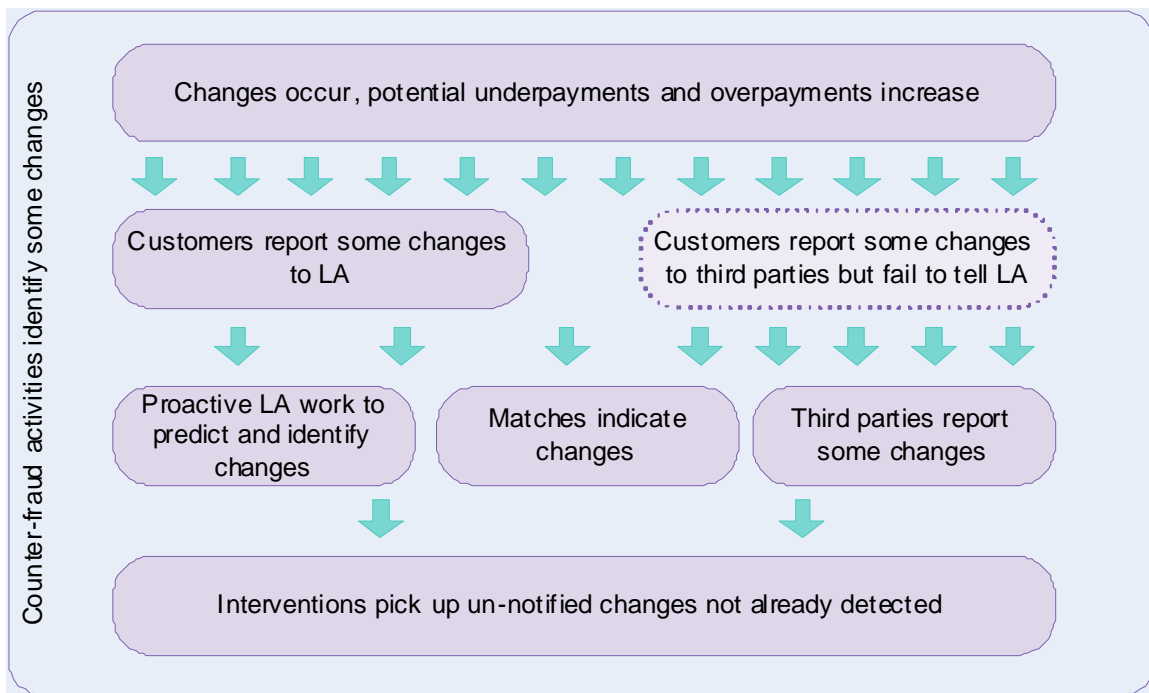 Counter-fraud activities identify some changes
Changes occur, potential underpayments and overpayments increase
Customers report some changes
to LA
Customers report some changes
to third parties but fail to tell LA
Proactive LA work to
predict and identify
changes
Matches indicate
changes
Third parties report
some changes
Interventions pick up un-notified changes not already detected